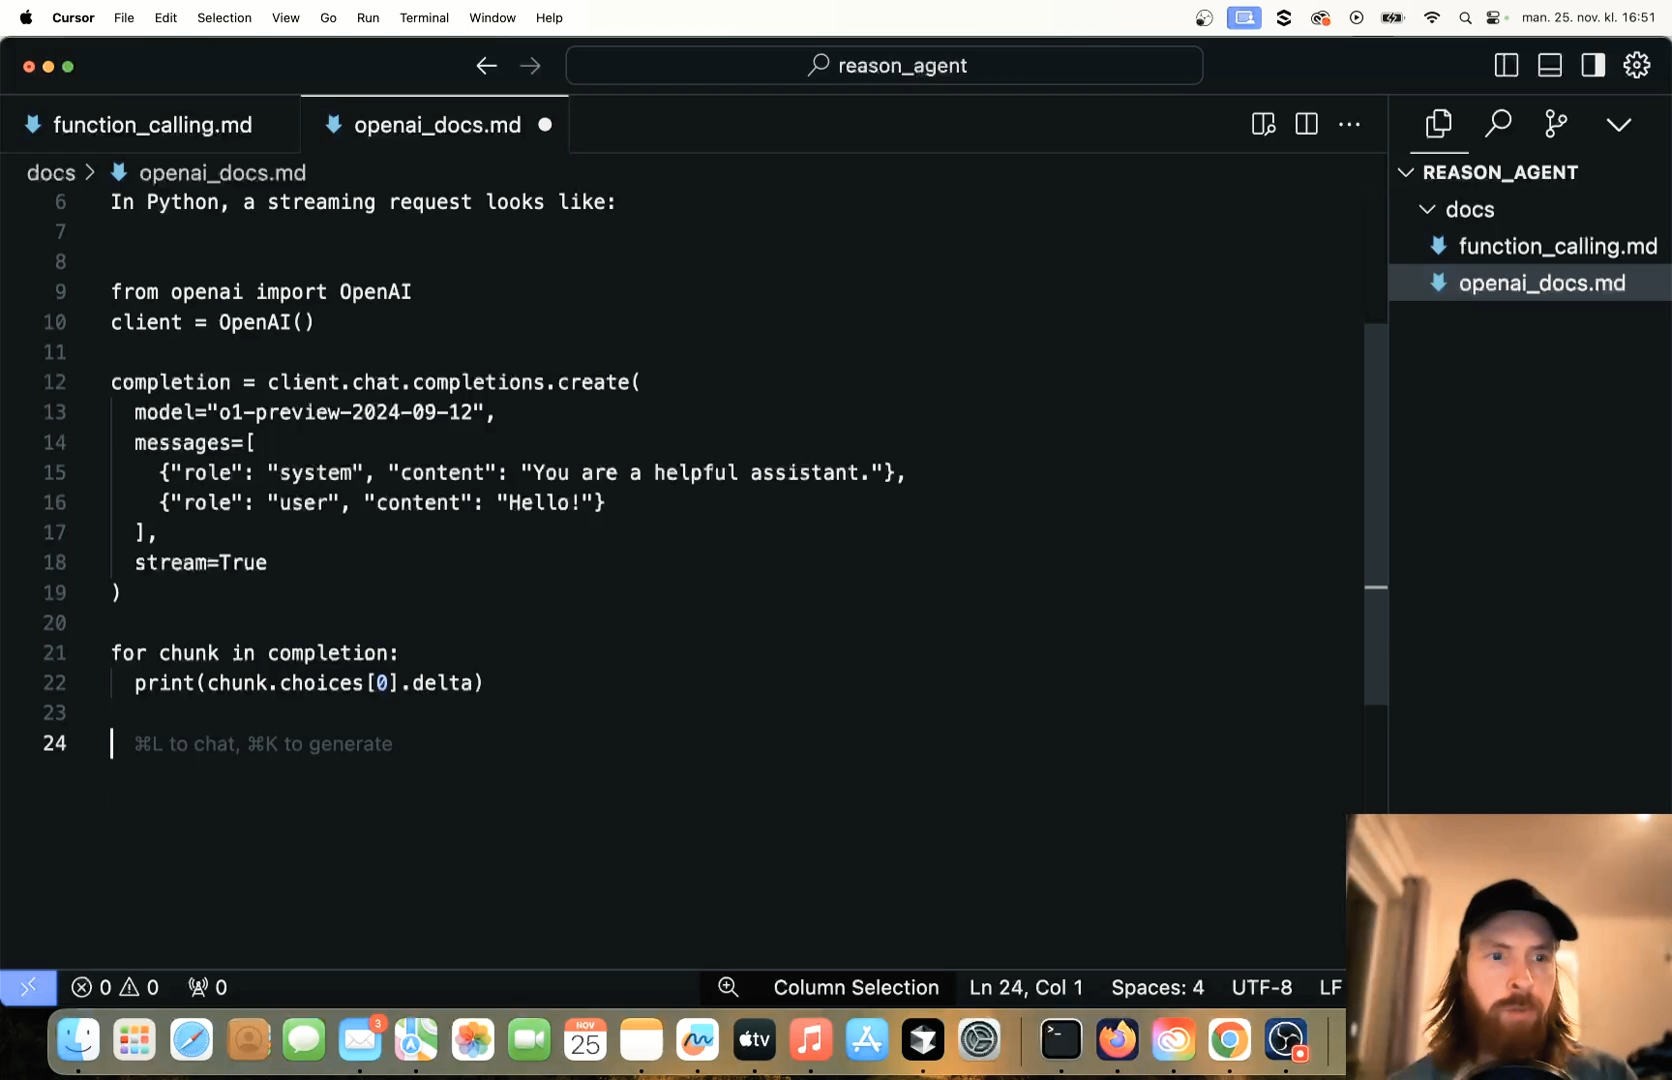 Cursor File Edit Selection View Go Run Terminal Window Help man. 25. nov. kl. 16:51
reason_agent
function_calling.md openai_docs.md
docs > openai_docs.md
REASON_AGENT
docs
function_calling.md
openai_docs.md
6 In Python, a streaming request looks like:
7
8
9 from openai import OpenAI
10 client = OpenAI()
11
12 completion = client.chat.completions.create(
13 model="o1-preview-2024-09-12",
14 messages=[
15 {"role": "system", "content": "You are a helpful assistant."},
16 {"role": "user", "content": "Hello!"}
17 ],
18 stream=True
19 )
20
21 for chunk in completion:
22 print(chunk.choices[0].delta)
23
24 ⌘L to chat, ⌘K to generate
0 0 0 Column Selection Ln 24, Col 1 Spaces: 4 UTF-8 LF
3
NOV
25
tv